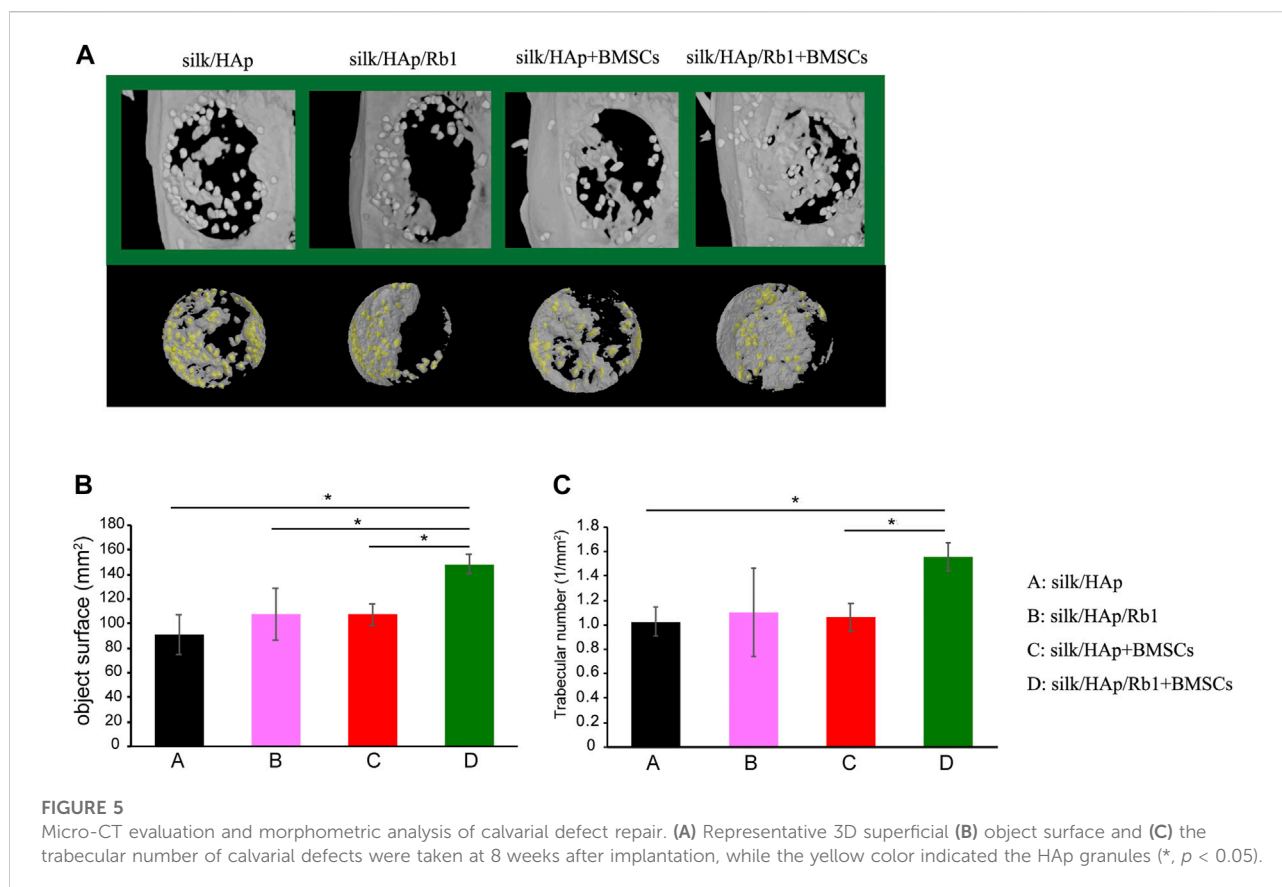 A
silk/HAp
silk/HAp/Rb1
silk/HAp+BMSCs
silk/HAp/Rb1+BMSCs
B
*
*
*
object surface (mm²)
180
160
140
120
100
80
60
40
20
0
A
B
C
D
C
*
*
Trabecular number (1/mm²)
1.8
1.6
1.4
1.2
1.0
0.8
0.6
0.4
0.2
0
A
B
C
D
A: silk/HAp
B: silk/HAp/Rb1
C: silk/HAp+BMSCs
D: silk/HAp/Rb1+BMSCs
FIGURE 5
Micro-CT evaluation and morphometric analysis of calvarial defect repair. (A) Representative 3D superficial (B) object surface and (C) the
trabecular number of calvarial defects were taken at 8 weeks after implantation, while the yellow color indicated the HAp granules (*, p < 0.05).